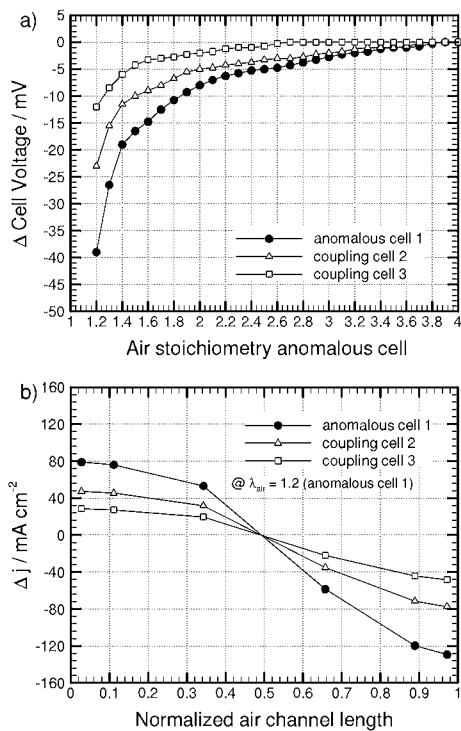 a)
5
0
-5
-10
-15
-20
-25
-30
-35
-40
-45
-50
Δ Cell Voltage / mV
anomalous cell 1
coupling cell 2
coupling cell 3
1 1.2 1.4 1.6 1.8 2 2.2 2.4 2.6 2.8 3 3.2 3.4 3.6 3.8 4
Air stoichiometry anomalous cell
b)
160
120
80
40
0
-40
-80
-120
-160
Δ j / mA cm⁻²
anomalous cell 1
coupling cell 2
coupling cell 3
@ λair = 1.2 (anomalous cell 1)
0 0.1 0.2 0.3 0.4 0.5 0.6 0.7 0.8 0.9 1
Normalized air channel length